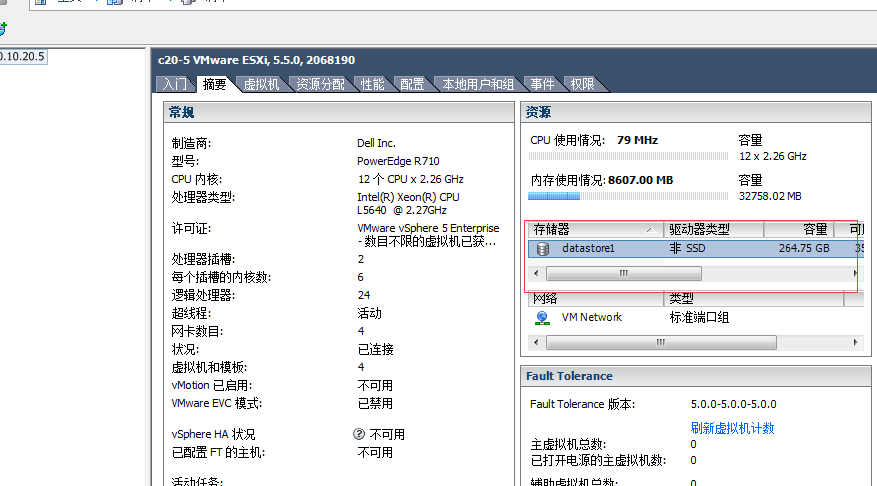 0.10.20.5
c20-5 VMware ESXi, 5.5.0, 2068190
入门 摘要 虚拟机 资源分配 性能 配置 本地用户和组 事件 权限
常规
制造商: Dell Inc.
型号: PowerEdge R710
CPU 内核: 12 个 CPU x 2.26 GHz
处理器类型: Intel(R) Xeon(R) CPU
L5640 @ 2.27GHz
许可证: VMware vSphere 5 Enterprise
- 数目不限的虚拟机已获...
处理器插槽: 2
每个插槽的内核数: 6
逻辑处理器: 24
超线程: 活动
网卡数目: 4
状况: 已连接
虚拟机和模板: 4
vMotion 已启用: 不可用
VMware EVC 模式: 已禁用
vSphere HA 状况 ? 不可用
已配置 FT 的主机: 不可用
活动任务:
资源
CPU 使用情况: 79 MHz 容量
12 x 2.26 GHz
内存使用情况: 8607.00 MB 容量
32758.02 MB
存储器 驱动器类型 容量 可
datastore1 非 SSD 264.75 GB 35
网络 类型
VM Network 标准端口组
Fault Tolerance
Fault Tolerance 版本: 5.0.0-5.0.0-5.0.0
刷新虚拟机计数
主虚拟机总数: 0
已打开电源的主虚拟机数: 0
辅助虚拟机总数: 0